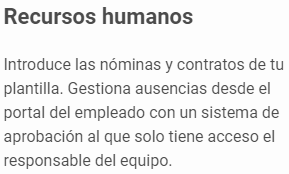 Recursos humanos
Introduce las nóminas y contratos de tu
plantilla. Gestiona ausencias desde el
portal del empleado con un sistema de
aprobación al que solo tiene acceso el
responsable del equipo.